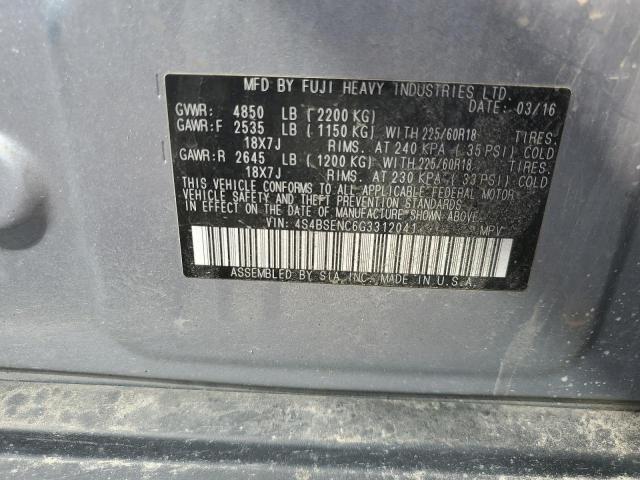 MFD BY FUJI HEAVY INDUSTRIES LTD.
DATE: 03/16
GVWR: 4850 LB (2200 KG)
GAWR:F 2535 LB (1150 KG) WITH 225/60R18 TIRES.
18X7J RIMS. AT 240 KPA (35 PSI) COLD
GAWR:R 2645 LB (1200 KG) WITH 225/60R18 TIRES.
18X7J RIMS. AT 230 KPA (33 PSI) COLD
THIS VEHICLE CONFORMS TO ALL APPLICABLE FEDERAL MOTOR
VEHICLE SAFETY AND THEFT PREVENTION STANDARDS
IN EFFECT ON THE DATE OF MANUFACTURE SHOWN ABOVE.
VIN: 4S4BSENC6G3312041 MPV
ASSEMBLED BY SIA, INC. MADE IN U.S.A.